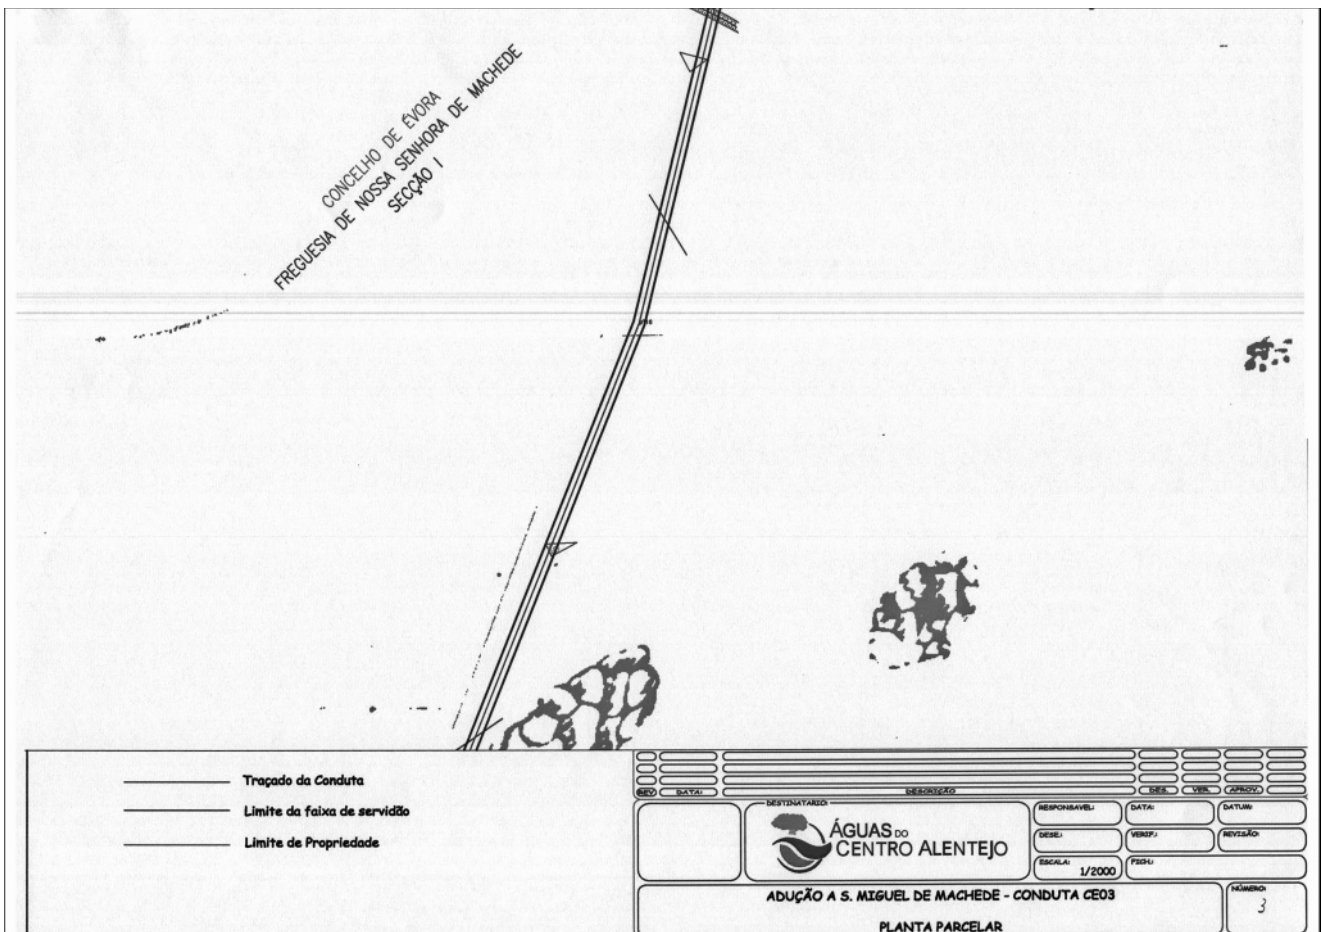 CONCELHO DE ÉVORA
FREGUESIA DE NOSSA SENHORA DE MACHEDE
SECÇÃO I
Traçado da Conduta
Limite da faixa de servidão
Limite de Propriedade
REV DATA: DESCRIÇÃO DES. VER. APROV.
DESTINATARIO:
ÁGUAS DO
CENTRO ALENTEJO
RESPONSAVEL:
DATA:
DATUM:
DESE.:
VERIF.:
REVISÃO:
ESCALA:
1/2000
FICH.:
ADUÇÃO A S. MIGUEL DE MACHEDE - CONDUTA CE03
PLANTA PARCELAR
NÚMERO:
3